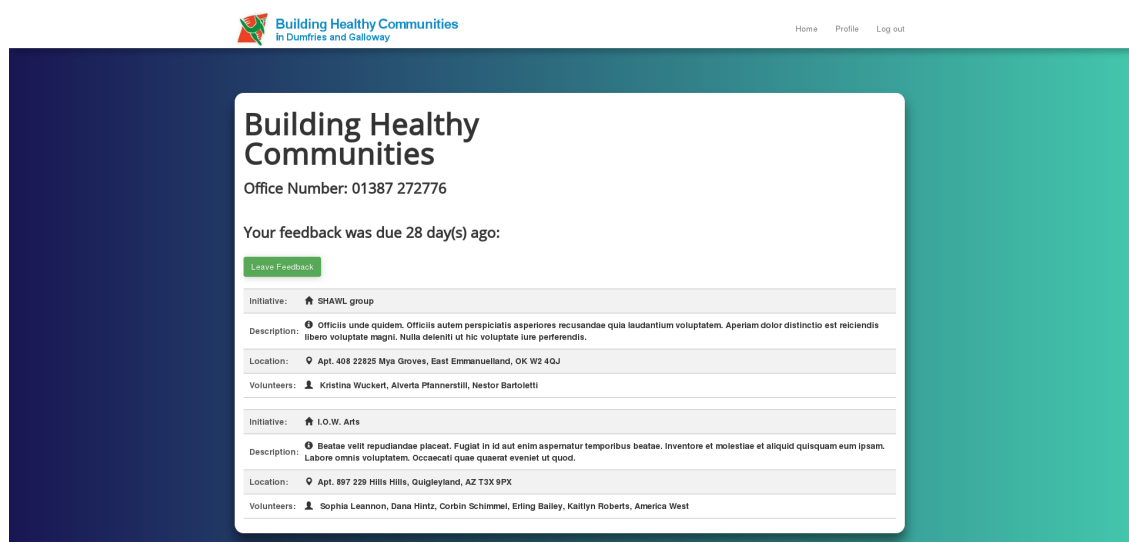 Building Healthy Communities
in Dumfries and Galloway
Home Profile Log out
Building Healthy
Communities
Office Number: 01387 272776
Your feedback was due 28 day(s) ago:
Leave Feedback
Initiative: SHAWL group
Description: Officiis unde quidem. Officiis autem perspiciatis asperiores recusandae quia laudantium voluptatem. Aperiam dolor distinctio est reiciendis
libero voluptate magni. Nulla deleniti ut hic voluptate iure perferendis.
Location: Apt. 408 22825 Mya Groves, East Emmanuelland, OK W2 4QJ
Volunteers: Kristina Wuckert, Alverta Pfannerstill, Nestor Bartoletti
Initiative: I.O.W. Arts
Description: Beatae velit repudiandae placeat. Fugiat in id aut enim aspernatur temporibus beatae. Inventore et molestiae et aliquid quisquam eum ipsam.
Labore omnis voluptatem. Occaecati quae quaerat eveniet ut quod.
Location: Apt. 897 229 Hills Hills, Quigleyland, AZ T3X 9PX
Volunteers: Sophia Leannon, Dana Hintz, Corbin Schimmel, Erling Bailey, Kaitlyn Roberts, America West